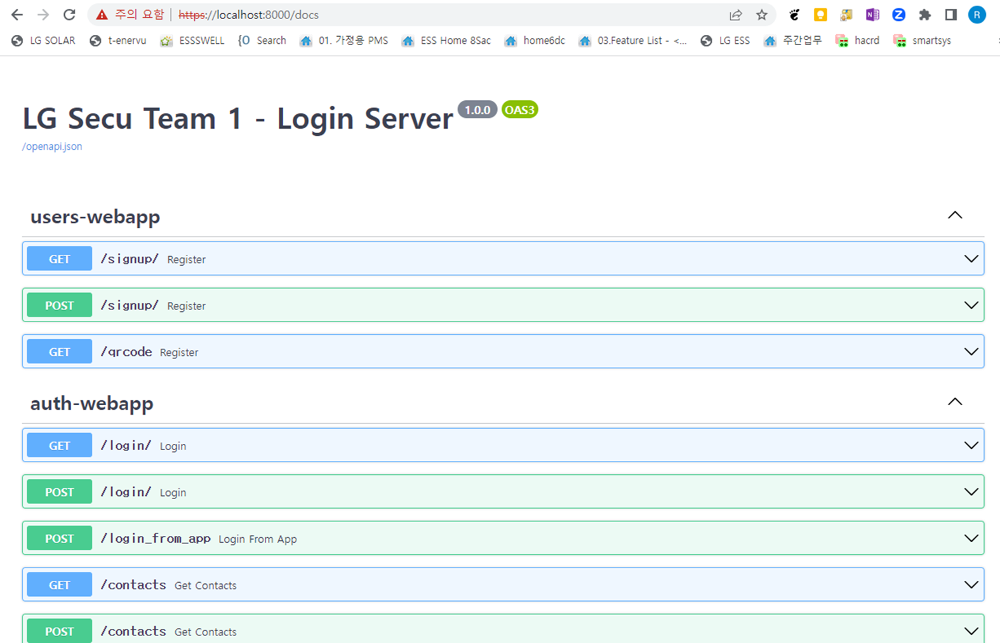 주의 요함 | https://localhost:8000/docs
LG SOLAR t-enervu ESSSWELL {O Search 01. 가정용 PMS ESS Home 8Sac home6dc 03.Feature List - <... LG ESS 주간업무 hacrd smartsys
LG Secu Team 1 - Login Server 1.0.0 OAS3
/openapi.json
users-webapp
GET /signup/ Register
POST /signup/ Register
GET /qrcode Register
auth-webapp
GET /login/ Login
POST /login/ Login
POST /login_from_app Login From App
GET /contacts Get Contacts
POST /contacts Get Contacts